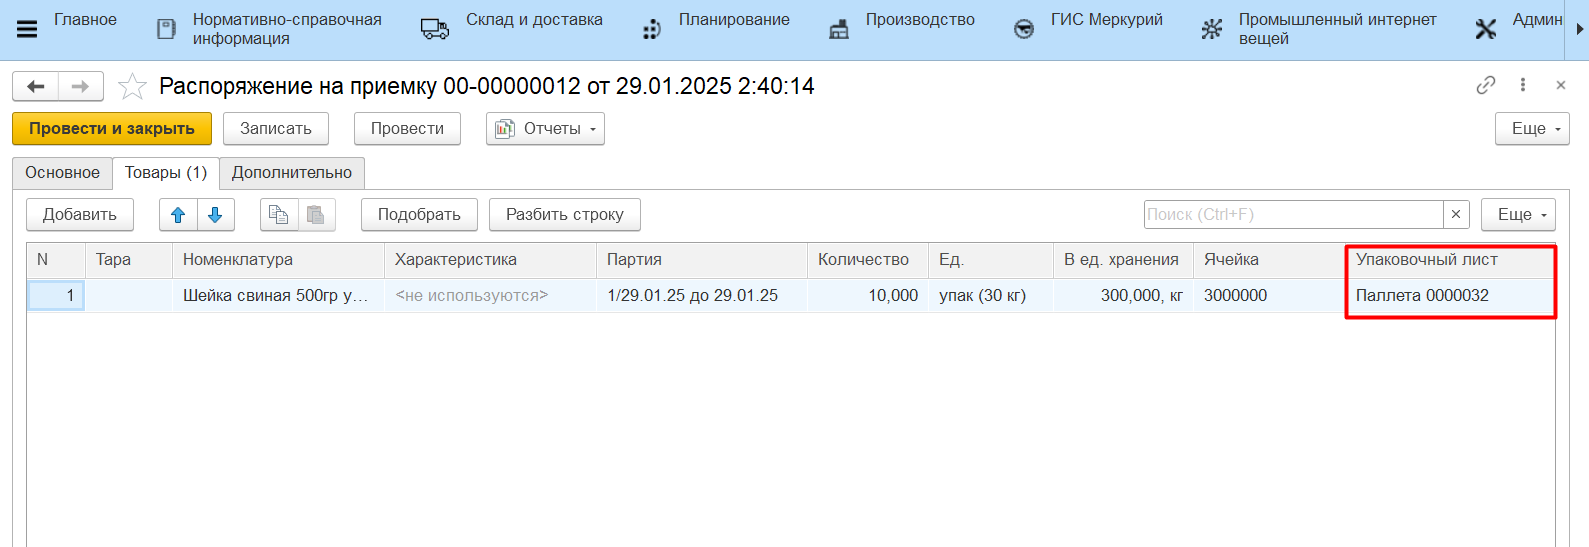 Главное
Нормативно-справочная
информация
Склад и доставка
Планирование
Производство
ГИС Меркурий
Промышленный интернет
вещей
Админ
Распоряжение на приемку 00-00000012 от 29.01.2025 2:40:14
Провести и закрыть
Записать
Провести
Отчеты
Еще
Основное
Товары (1)
Дополнительно
Добавить
Подобрать
Разбить строку
Поиск (Ctrl+F)
×
Еще
N Тара Номенклатура Характеристика Партия Количество Ед. В ед. хранения Ячейка Упаковочный лист
1 Шейка свиная 500гр у... <не используются> 1/29.01.25 до 29.01.25 10,000 упак (30 кг) 300,000, кг 3000000 Паллета 0000032